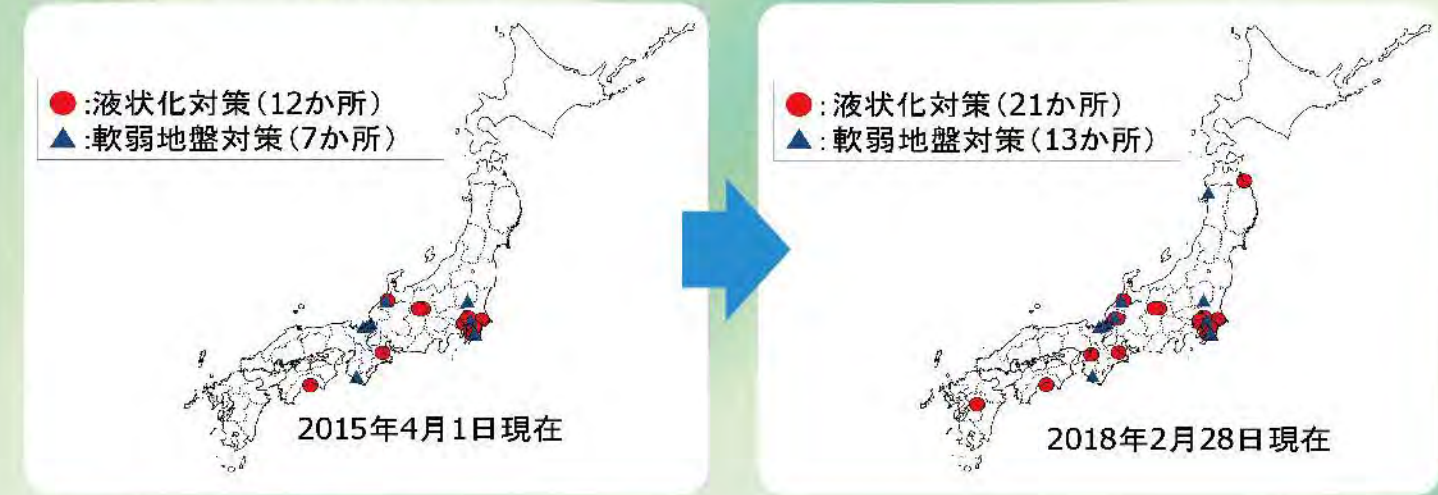 ●:液状化対策(12か所)
▲:軟弱地盤対策(7か所)
2015年4月1日現在
●:液状化対策(21か所)
▲:軟弱地盤対策(13か所)
2018年2月28日現在